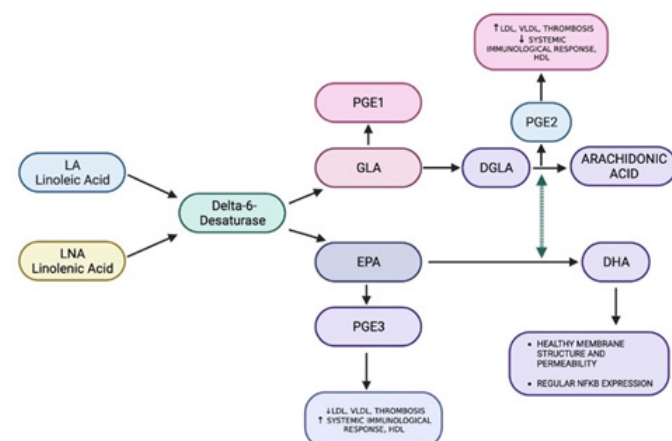 ↑LDL, VLDL, THROMBOSIS
↓ SYSTEMIC
IMMUNOLOGICAL RESPONSE,
HDL
PGE1
PGE2
LA
Linoleic Acid
GLA
DGLA
ARACHIDONIC
ACID
Delta-6-
Desaturase
LNA
Linolenic Acid
EPA
DHA
PGE3
• HEALTHY MEMBRANE
STRUCTURE AND
PERMEABILITY
• REGULAR NFKB EXPRESSION
↓LDL, VLDL, THROMBOSIS
↑ SYSTEMIC IMMUNOLOGICAL
RESPONSE, HDL